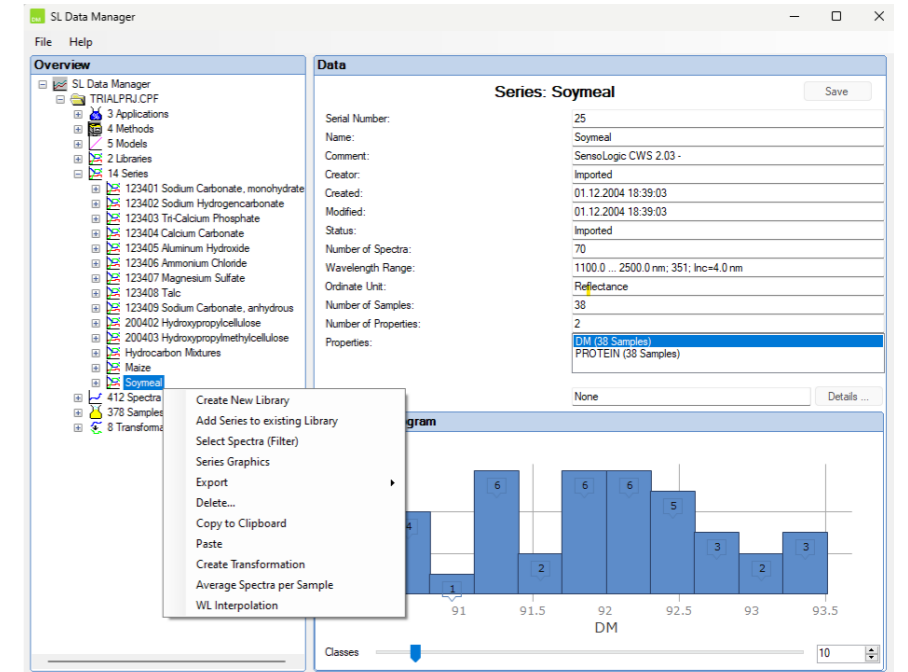 DM SL Data Manager
File Help
Overview
SL Data Manager
TRIALPRJ.CPF
3 Applications
4 Methods
5 Models
2 Libraries
14 Series
123401 Sodium Carbonate, monohydrate
123402 Sodium Hydrogencarbonate
123403 Tri-Calcium Phosphate
123404 Calcium Carbonate
123405 Aluminum Hydroxide
123406 Ammonium Chloride
123407 Magnesium Sulfate
123408 Talc
123409 Sodium Carbonate, anhydrous
200402 Hydroxypropylcellulose
200403 Hydroxypropylmethylcellulose
Hydrocarbon Mixtures
Maize
Soymeal
412 Spectra
378 Samples
8 Transforma
Create New Library
Add Series to existing Library
Select Spectra (Filter)
Series Graphics
Export
Delete...
Copy to Clipboard
Paste
Create Transformation
Average Spectra per Sample
WL Interpolation
Data
Series: Soymeal
Save
Serial Number: 25
Name: Soymeal
Comment: SensoLogic CWS 2.03 -
Creator: Imported
Created: 01.12.2004 18:39:03
Modified: 01.12.2004 18:39:03
Status: Imported
Number of Spectra: 70
Wavelength Range: 1100.0 ... 2500.0 nm; 351; Inc=4.0 nm
Ordinate Unit: Reflectance
Number of Samples: 38
Number of Properties: 2
Properties: DM (38 Samples)
PROTEIN (38 Samples)
None Details ...
gram
4 1 6 2 6 6 5 3 2 3
91 91.5 92 92.5 93 93.5
DM
Classes 10